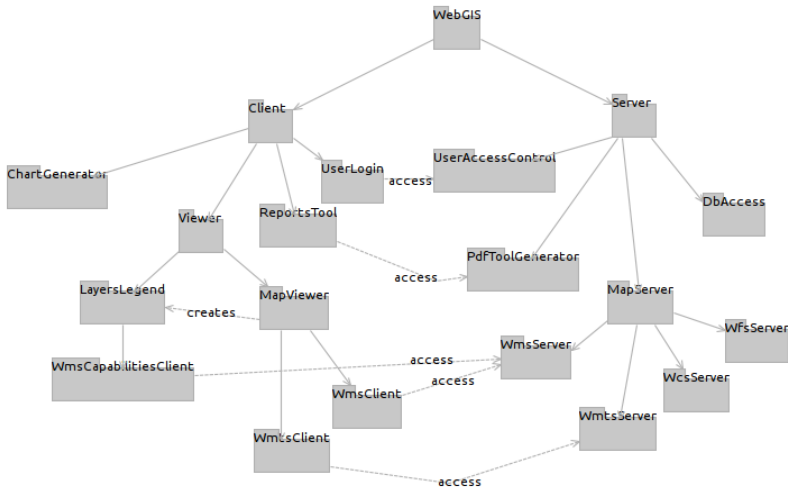 WebGIS
Client
Server
ChartGenerator
UserLogin
access
UserAccessControl
DbAccess
Viewer
ReportsTool
access
PdfToolGenerator
LayersLegend
creates
MapViewer
MapServer
WfsServer
WmsCapabilitiesClient
access
WmsServer
access
WmsClient
WcsServer
WmtsClient
WmtsServer
access